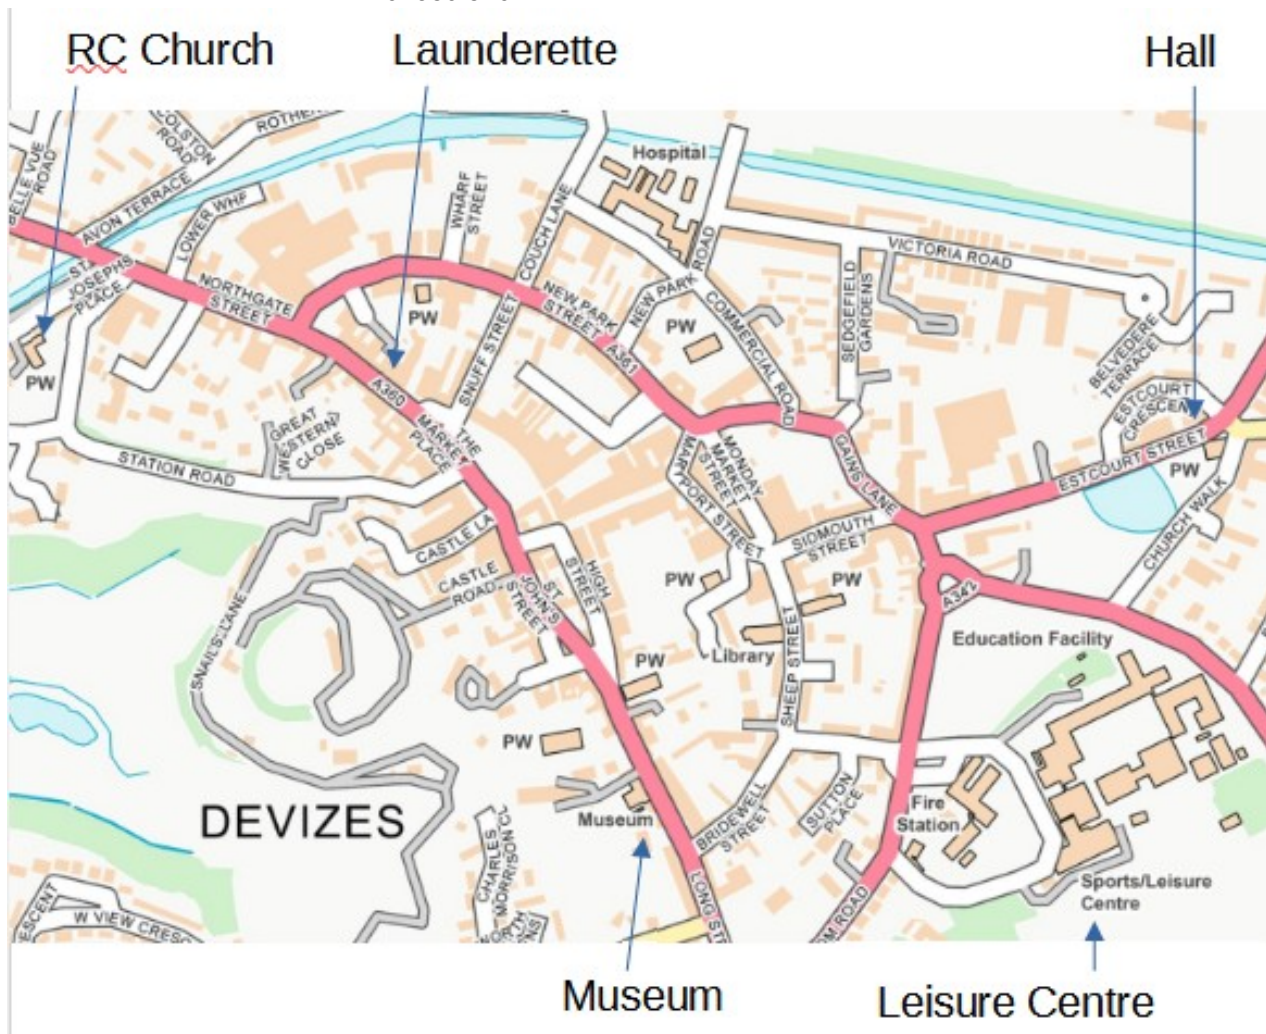 RC Church
Launderette
Hall
COLSTON
ROAD
ROTHER
BELLE VUE
ROAD
AVON TERRACE
LOWER WHF
ST
JOSEPHS
PLACE
NORTHGATE
STREET
WHARF
STREET
COUCH LANE
Hospital
VICTORIA ROAD
NEW PARK
ROAD
SEDGEFIELD
GARDENS
COMMERCIAL ROAD
NEW PARK
STREET
A361
PW
PW
PW
SNUFF STREET
BELVEDERE
TERRACE
ESTCOURT
CRESCEN
ESTCOURT STREET
PW
A360
THE
MARKET
PLACE
GREAT
WESTERN
CLOSE
STATION ROAD
MONDAY
MARKET
STREET
MARYPORT STREET
GAINS LANE
SIDMOUTH
STREET
CHURCH WALK
CASTLE LA
CASTLE
ROAD
HIGH
STREET
ST
JOHN'S
STREET
PW
PW
A342
SNAILS LANE
Education Facility
Library
SHEEP STREET
PW
PW
DEVIZES
Museum
BRIDEWELL
STREET
SUTTON
PLACE
Fire
Station
CHARLES
MORRISON CL
Sports/Leisure
Centre
ESCENT
W VIEW CRESC
LONG ST
OM ROAD
Museum
Leisure Centre